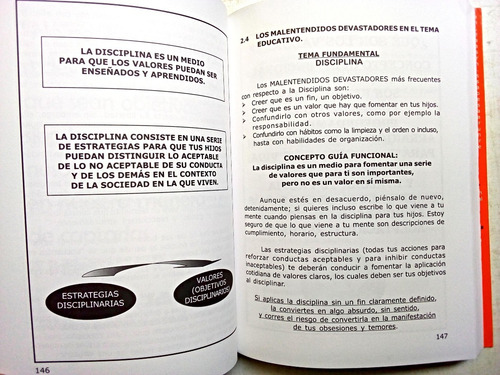 LA DISCIPLINA ES UN MEDIO
PARA QUE LOS VALORES PUEDAN SER
ENSEÑADOS Y APRENDIDOS.
LA DISCIPLINA CONSISTE EN UNA SERIE
DE ESTRATEGIAS PARA QUE TUS HIJOS
PUEDAN DISTINGUIR LO ACEPTABLE
DE LO NO ACEPTABLE DE SU CONDUCTA
Y DE LOS DEMÁS EN EL CONTEXTO
DE LA SOCIEDAD EN LA QUE VIVEN.
ESTRATEGIAS
DISCIPLINARIAS
VALORES
(OBJETIVOS
DISCIPLINARIOS)
146
2.4 LOS MALENTENDIDOS DEVASTADORES EN EL TEMA
EDUCATIVO.
TEMA FUNDAMENTAL
DISCIPLINA
Los MALENTENDIDOS DEVASTADORES más frecuentes
con respecto a la Disciplina son:
Creer que es un fin, un objetivo.
Creer que es un valor que hay que fomentar en tus hijos.
Confundirlo con otros valores, como por ejemplo la
responsabilidad.
Confundirlo con hábitos como la limpieza y el orden o incluso,
hasta con habilidades de organización.
CONCEPTO GUÍA FUNCIONAL:
La disciplina es un medio para fomentar una serie
de valores que para ti son importantes,
pero no es un valor en si misma.
Aunque estés en desacuerdo, piénsalo de nuevo,
detenidamente; si quieres incluso escribe lo que viene a tu
mente cuando piensas en la disciplina para tus hijos. Estoy
seguro de que lo que viene a tu mente son descripciones de
cumplimiento, horario, estructura.
Las estrategias disciplinarias (todas tus acciones para
reforzar conductas aceptables y para inhibir conductas
inaceptables) te deberán conducir a fomentar la aplicación
cotidiana de valores claros, los cuales deben ser tus objetivos
al disciplinar.
Si aplicas la disciplina sin un fin claramente definido,
la conviertes en algo absurdo, sin sentido,
y corres el riesgo de convertirla en la manifestación
de tus obsesiones y temores.
147